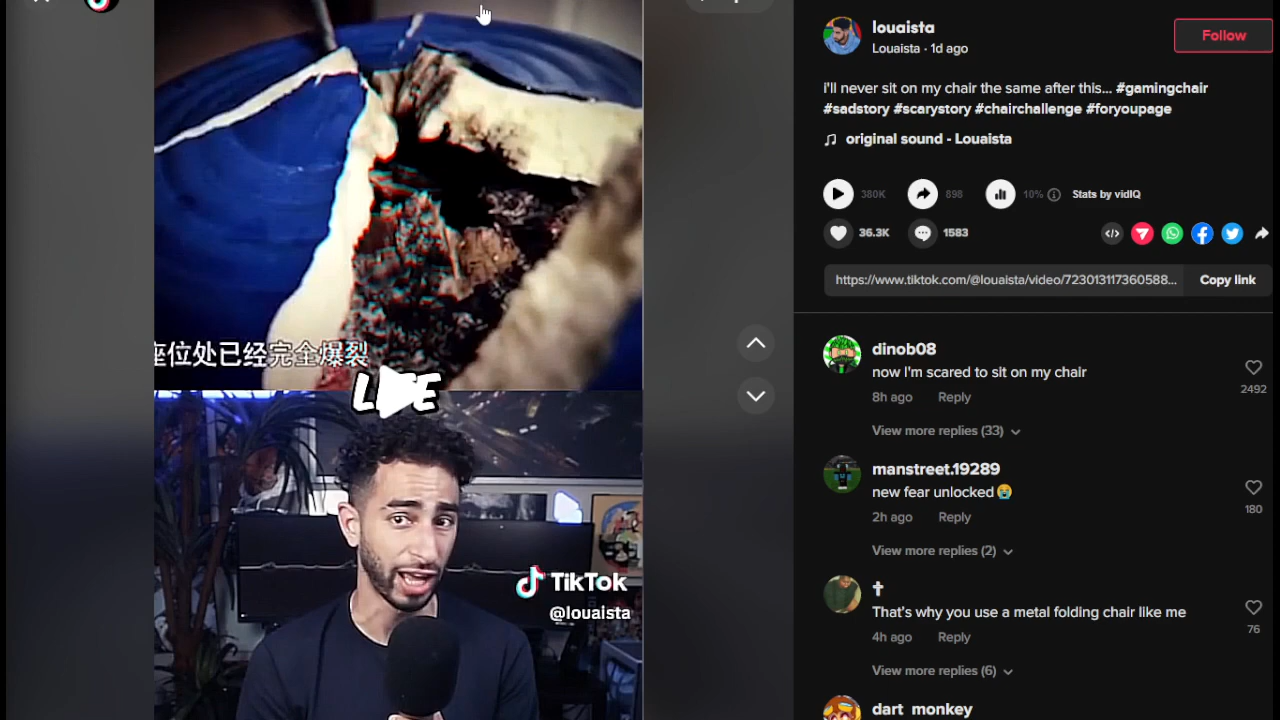 座位处已经完全爆裂
TikTok
@louaista
louaista
Louaista · 1d ago
Follow
i'll never sit on my chair the same after this... #gamingchair
#sadstory #scarystory #chairchallenge #foryoupage
original sound - Louaista
380K
898
10%
Stats by vidIQ
36.3K
1583
https://www.tiktok.com/@louaista/video/723013117360588...
Copy link
dinob08
now I'm scared to sit on my chair
8h ago Reply
2492
View more replies (33)
manstreet.19289
new fear unlocked 😭
2h ago Reply
180
View more replies (2)
✝
That's why you use a metal folding chair like me
4h ago Reply
76
View more replies (6)
dart monkey